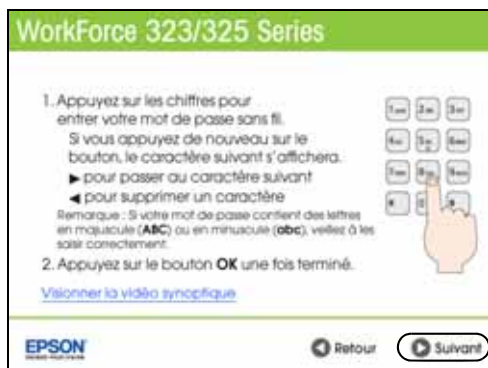 WorkForce 323/325 Series
1. Appuyez sur les chiffres pour
entrer votre mot de passe sans fil.
Si vous appuyez de nouveau sur le
bouton, le caractère suivant s'affichera.
▶ pour passer au caractère suivant
◀ pour supprimer un caractère
Remarque : Si votre mot de passe contient des lettres
en majuscule (ABC) ou en minuscule (abc), veillez à les
saisir correctement.
2. Appuyez sur le bouton OK une fois terminé.
Visionner la vidéo synoptique
EPSON
Retour
Suivant